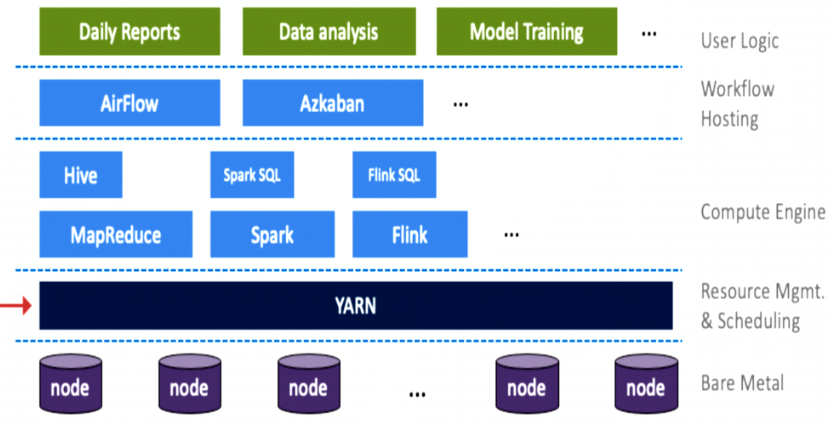 Daily Reports
Data analysis
Model Training
...
User Logic
AirFlow
Azkaban
...
Workflow
Hosting
Hive
Spark SQL
Flink SQL
Compute Engine
MapReduce
Spark
Flink
...
YARN
Resource Mgmt.
& Scheduling
node
node
node
...
node
node
Bare Metal